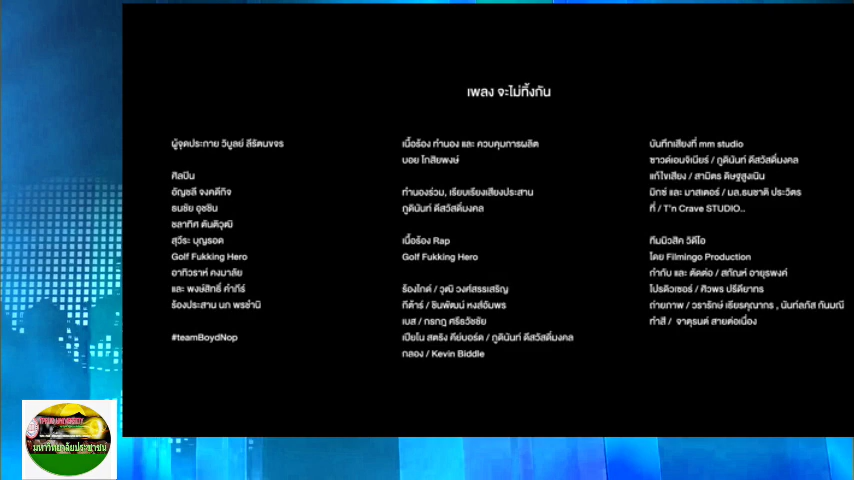 เพลง จะไม่ทิ้งกัน
ผู้จุดประกาย วิบูลย์ ลีรัตนขจร
ศิลปิน
อัญชลี จงคดีกิจ
ธนชัย อุชชิน
ชลาทิศ ตันติวุฒิ
สุวีระ บุญรอด
Golf Fukking Hero
อาทิวราห์ คงมาลัย
และ พงษ์สิทธิ์ คำภีร์
ร้องประสาน นภ พรชำนิ
#teamBoydNop
เนื้อร้อง ทำนอง และ ควบคุมการผลิต
บอย โกสิยพงษ์
ทำนองร่วม, เรียบเรียงเสียงประสาน
ภูดินันท์ ดีสวัสดิ์มงคล
เนื้อร้อง Rap
Golf Fukking Hero
ร้องไกด์ / วุฒิ วงศ์สรรเสริญ
กีต้าร์ / ชินพัฒน์ หงส์อัมพร
เบส / กรกฎ ศรีธวัชชัย
เปียโน สตริง คีย์บอร์ด / ภูดินันท์ ดีสวัสดิ์มงคล
กลอง / Kevin Biddle
บันทึกเสียงที่ mm studio
ซาวด์เอนจิเนียร์ / ภูดินันท์ ดีสวัสดิ์มงคล
แก้ไขเสียง / สามิตร ดิษฐสูงเนิน
มิกซ์ และ มาสเตอร์ / มล.ธนชาติ ประวิตร
ที่ / T'n Crave STUDIO..
ทีมมิวสิค วิดีโอ
โดย Filmingo Production
กำกับ และ ตัดต่อ / สกัณห์ อายุรพงค์
โปรดิวเซอร์ / ศิวพร ปรีดียาทร
ถ่ายภาพ / วรารักษ์ เธียรคุณากร , นันท์ลภัส กันมณี
ทำสี / จาตุรนต์ สายต่อเนื่อง
มหาวิทยาลัยประชาชน